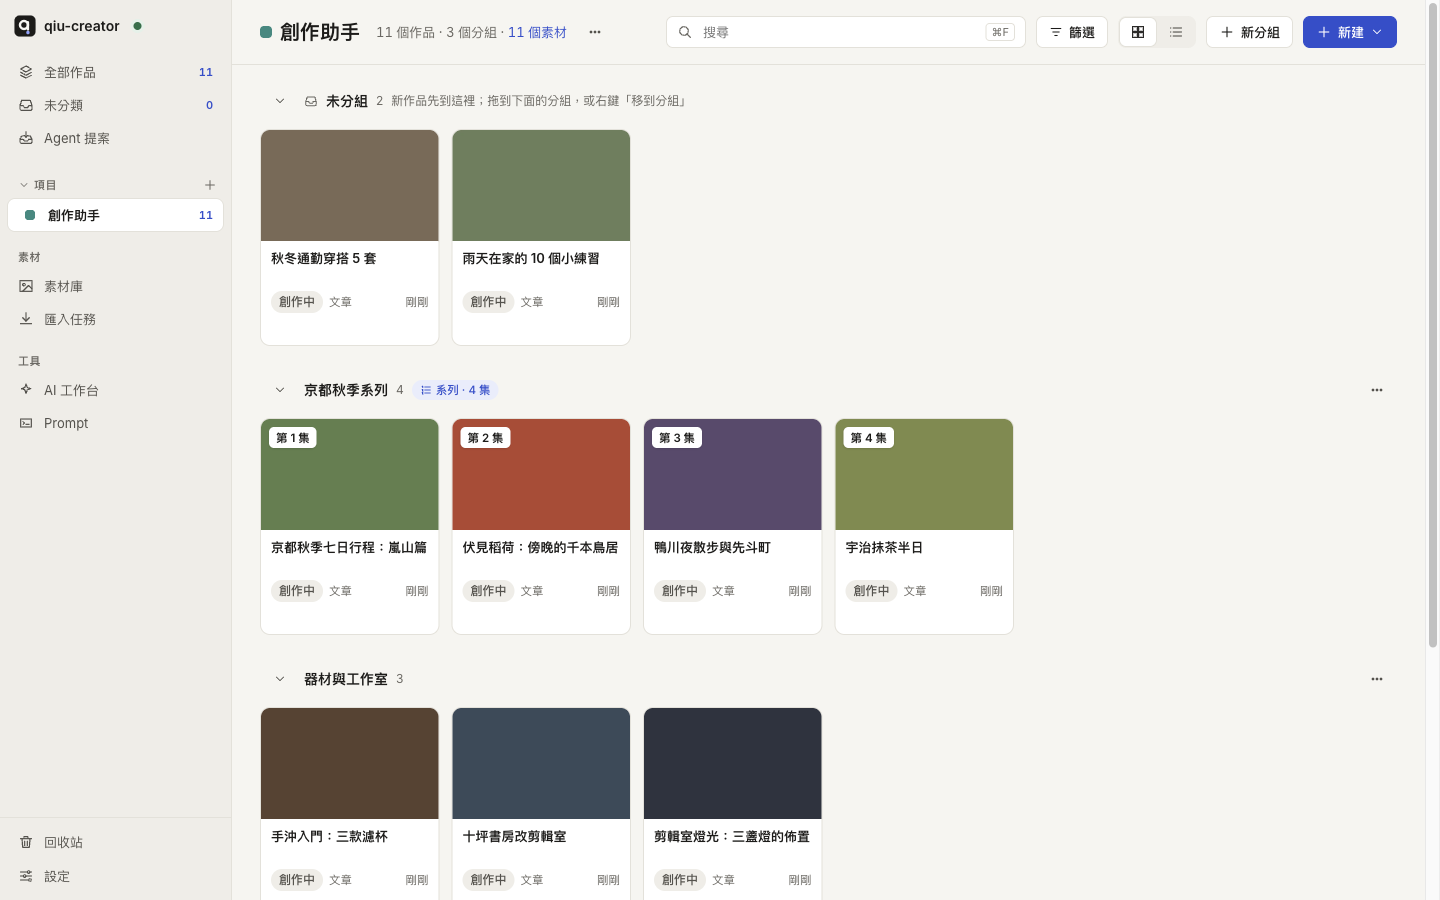 qiu-creator
全部作品 11
未分類 0
Agent 提案
項目
創作助手 11
素材
素材庫
匯入任務
工具
AI 工作台
Prompt
回收站
設定
創作助手 11 個作品 · 3 個分組 · 11 個素材
搜尋 ⌘F
篩選
新分組
新建
未分組 2 新作品先到這裡；拖到下面的分組，或右鍵「移到分組」
秋冬通勤穿搭 5 套
創作中 文章 剛剛
雨天在家的 10 個小練習
創作中 文章 剛剛
京都秋季系列 4 系列 · 4 集
第 1 集
京都秋季七日行程：嵐山篇
創作中 文章 剛剛
第 2 集
伏見稻荷：傍晚的千本鳥居
創作中 文章 剛剛
第 3 集
鴨川夜散步與先斗町
創作中 文章 剛剛
第 4 集
宇治抹茶半日
創作中 文章 剛剛
器材與工作室 3
手沖入門：三款濾杯
創作中 文章 剛剛
十坪書房改剪輯室
創作中 文章 剛剛
剪輯室燈光：三盞燈的佈置
創作中 文章 剛剛